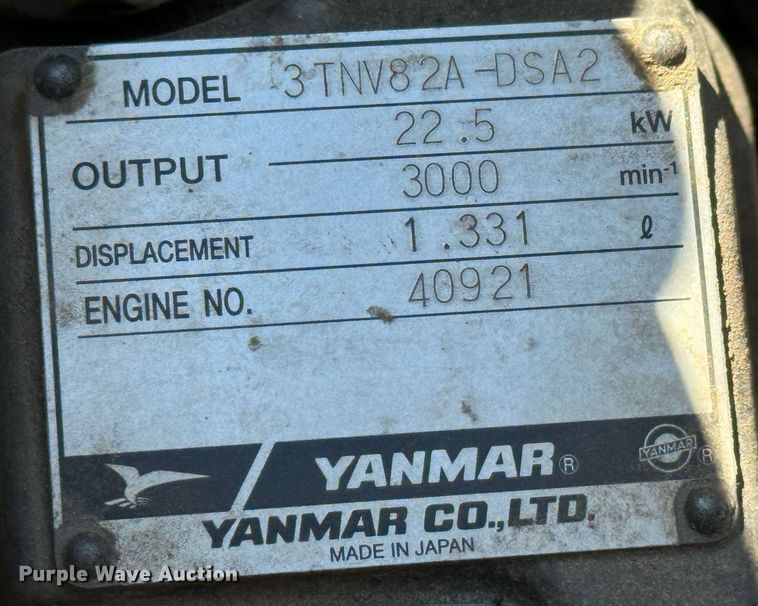 MODEL 3TNV82A-DSA2
OUTPUT 22.5 kW
3000 min-1
DISPLACEMENT 1.331 ℓ
ENGINE NO. 40921
YANMAR® YANMAR ®
YANMAR CO.,LTD.
MADE IN JAPAN
Purple Wave Auction